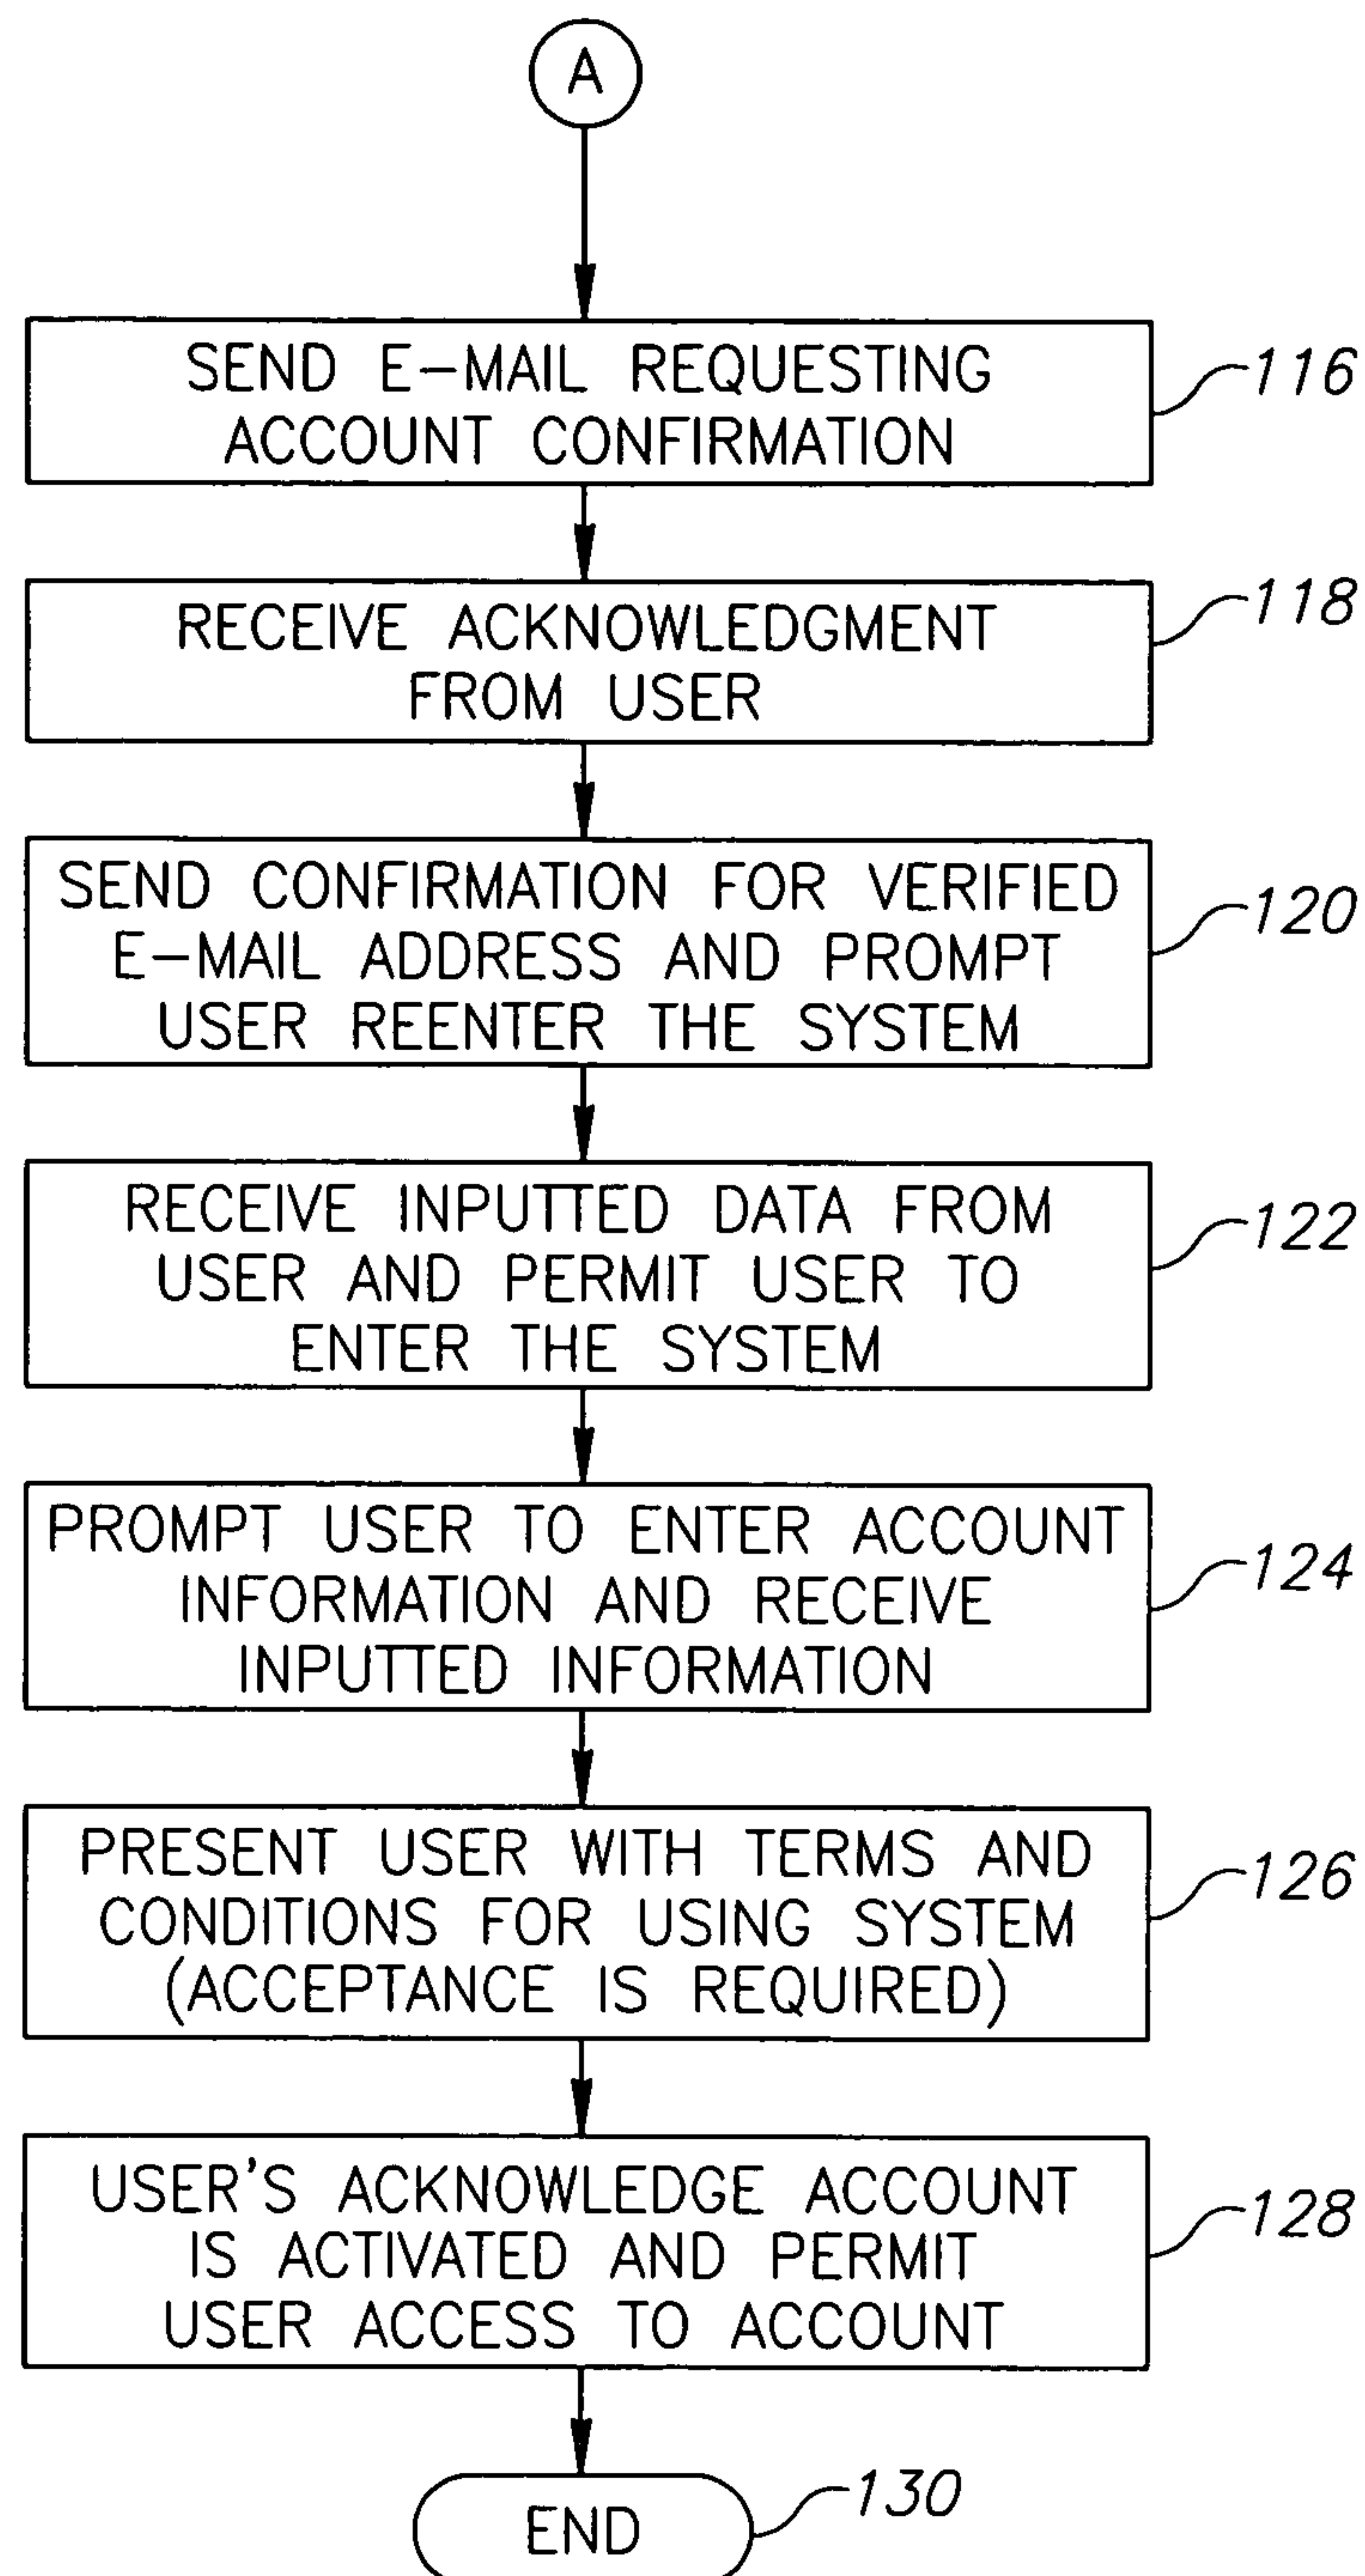 A
SEND E-MAIL REQUESTING
ACCOUNT CONFIRMATION
116
RECEIVE ACKNOWLEDGMENT
FROM USER
118
SEND CONFIRMATION FOR VERIFIED
E-MAIL ADDRESS AND PROMPT
USER REENTER THE SYSTEM
120
RECEIVE INPUTTED DATA FROM
USER AND PERMIT USER TO
ENTER THE SYSTEM
122
PROMPT USER TO ENTER ACCOUNT
INFORMATION AND RECEIVE
INPUTTED INFORMATION
124
PRESENT USER WITH TERMS AND
CONDITIONS FOR USING SYSTEM
(ACCEPTANCE IS REQUIRED)
126
USER'S ACKNOWLEDGE ACCOUNT
IS ACTIVATED AND PERMIT
USER ACCESS TO ACCOUNT
128
END
130